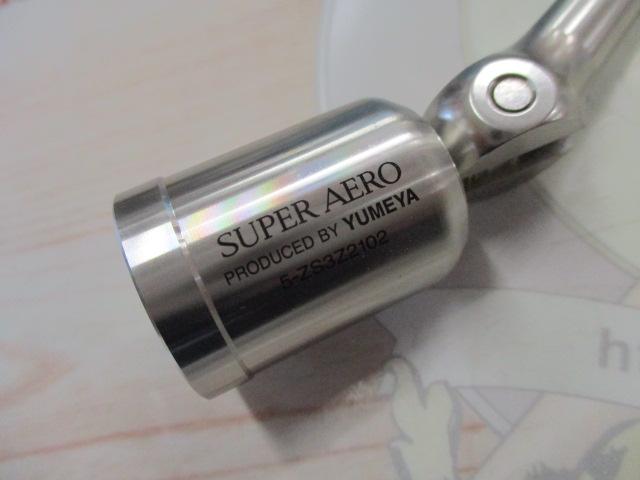 SUPER AERO
PRODUCED BY YUMEYA
5-ZS3Z2102